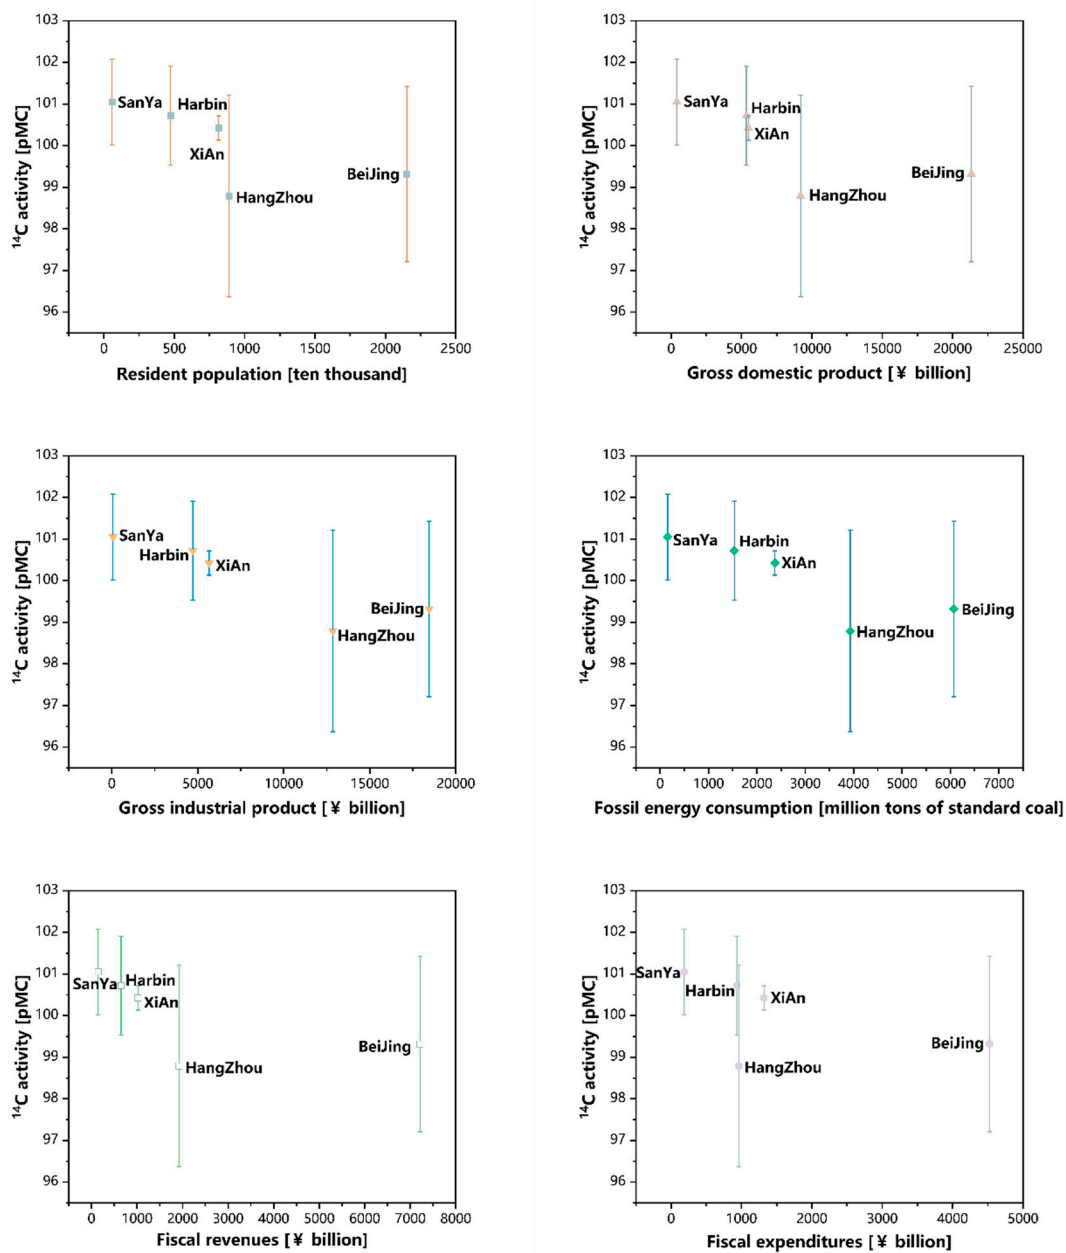 103
102
101
100
99
98
97
96
¹⁴C activity [pMC]
SanYa
Harbin
XiAn
HangZhou
BeiJing
0 500 1000 1500 2000 2500
Resident population [ten thousand]
103
102
101
100
99
98
97
96
¹⁴C activity [pMC]
SanYa
Harbin
XiAn
HangZhou
BeiJing
0 5000 10000 15000 20000 25000
Gross domestic product [¥ billion]
103
102
101
100
99
98
97
96
¹⁴C activity [pMC]
SanYa
Harbin
XiAn
BeiJing
HangZhou
0 5000 10000 15000 20000
Gross industrial product [¥ billion]
103
102
101
100
99
98
97
96
¹⁴C activity [pMC]
SanYa
Harbin
XiAn
BeiJing
HangZhou
0 1000 2000 3000 4000 5000 6000 7000
Fossil energy consumption [million tons of standard coal]
103
102
101
100
99
98
97
96
¹⁴C activity [pMC]
SanYa
Harbin
XiAn
BeiJing
HangZhou
0 1000 2000 3000 4000 5000 6000 7000 8000
Fiscal revenues [¥ billion]
103
102
101
100
99
98
97
96
¹⁴C activity [pMC]
SanYa
Harbin
XiAn
BeiJing
HangZhou
0 1000 2000 3000 4000 5000
Fiscal expenditures [¥ billion]